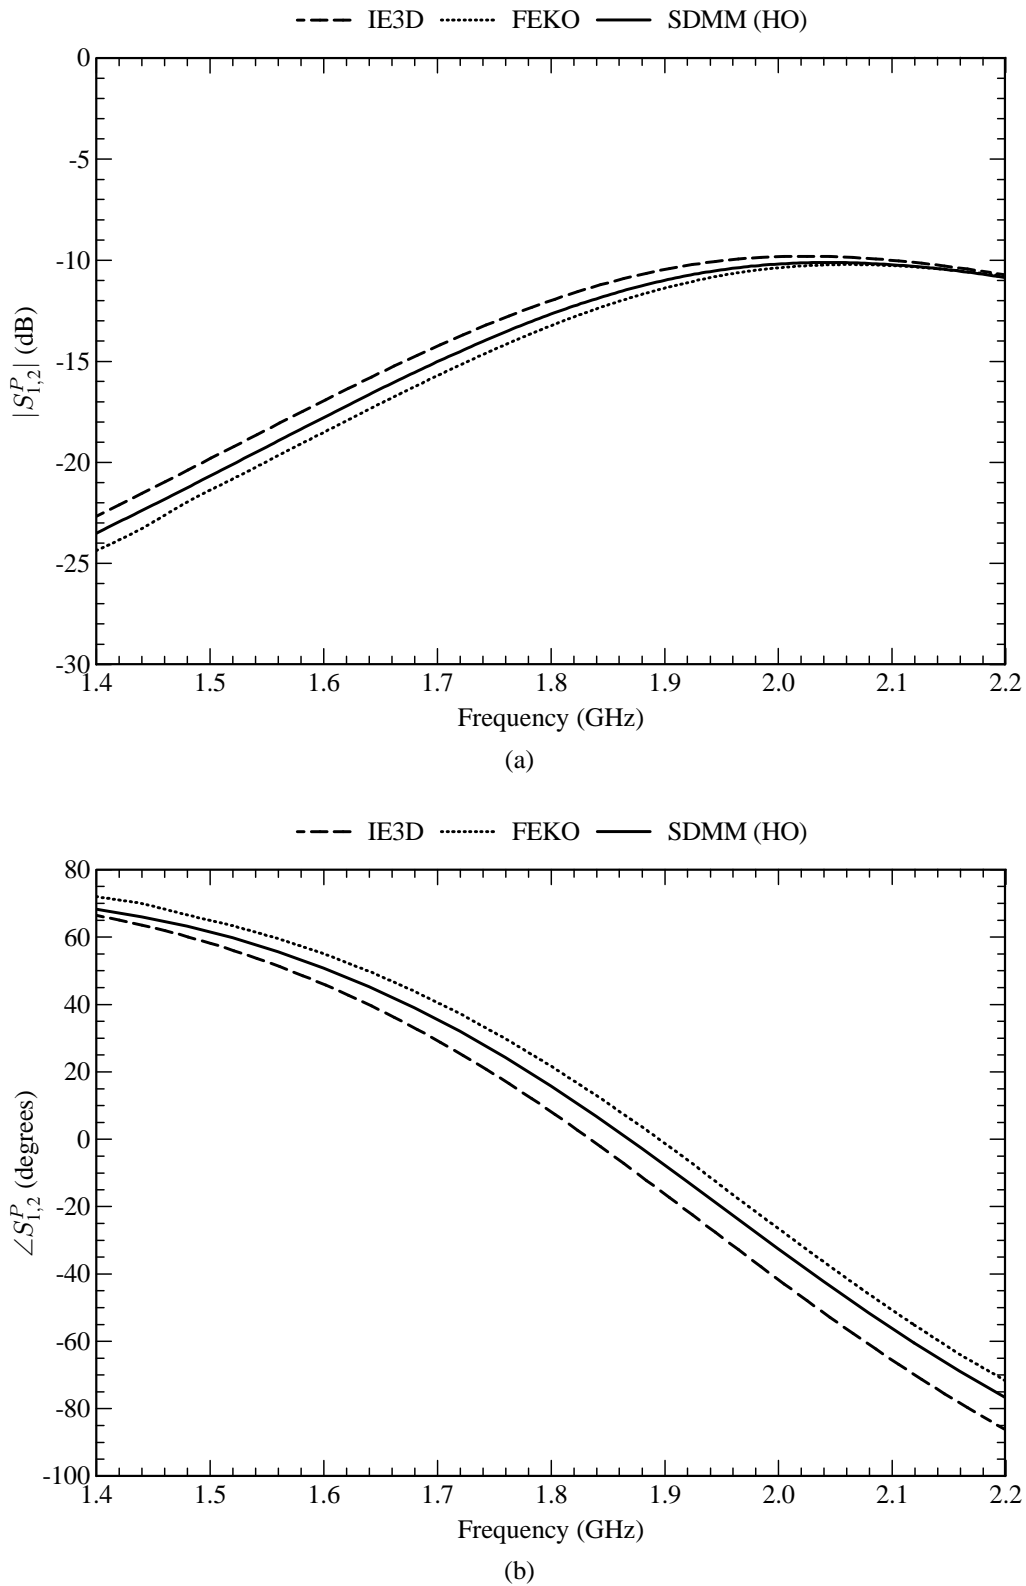 IE3D FEKO SDMM (HO)
0
-5
-10
-15
-20
-25
-30
|S^P_{1,2}| (dB)
1.4 1.5 1.6 1.7 1.8 1.9 2.0 2.1 2.2
Frequency (GHz)
(a)
IE3D FEKO SDMM (HO)
80
60
40
20
0
-20
-40
-60
-80
-100
∠S^P_{1,2} (degrees)
1.4 1.5 1.6 1.7 1.8 1.9 2.0 2.1 2.2
Frequency (GHz)
(b)